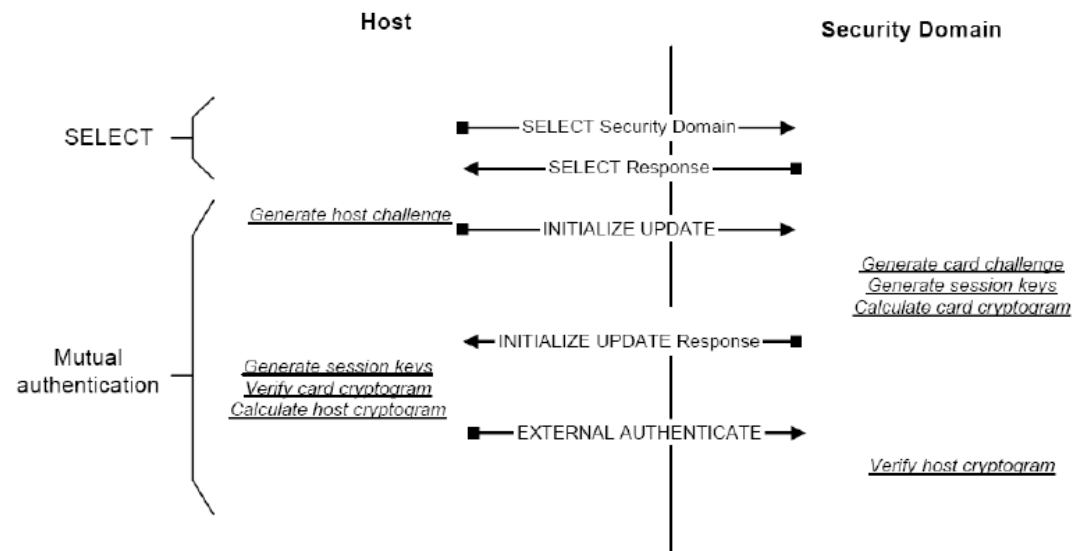 Host
Security Domain
SELECT
SELECT Security Domain
SELECT Response
Generate host challenge
INITIALIZE UPDATE
Generate card challenge
Generate session keys
Calculate card cryptogram
INITIALIZE UPDATE Response
Mutual
authentication
Generate session keys
Verify card cryptogram
Calculate host cryptogram
EXTERNAL AUTHENTICATE
Verify host cryptogram